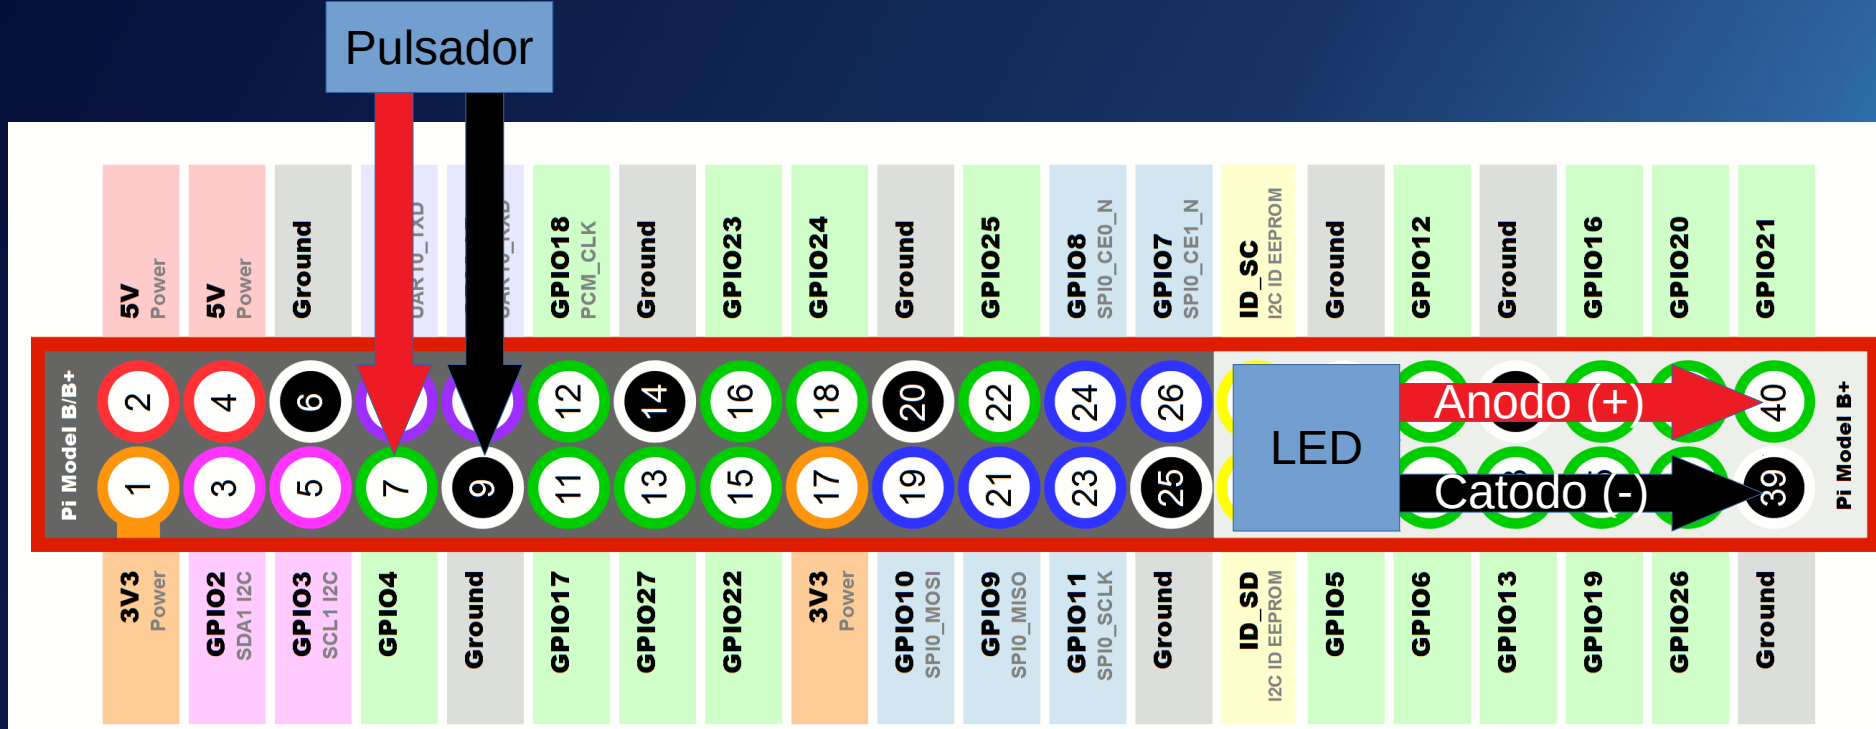 Pulsador
5V
Power
5V
Power
Ground
UART0_TXD
GPIO18
PCM_CLK
Ground
GPIO23
GPIO24
Ground
GPIO25
GPIO8
SPI0_CE0_N
GPIO7
SPI0_CE1_N
ID_SC
I2C ID EEPROM
Ground
GPIO12
Ground
GPIO16
GPIO20
GPIO21
Pi Model B/B+
2
4
6
12
14
16
18
20
22
24
26
40
1
3
5
7
9
11
13
15
17
19
21
23
25
39
LED
Anodo (+)
Catodo (-)
Pi Model B+
3V3
Power
GPIO2
SDA1 I2C
GPIO3
SCL1 I2C
GPIO4
Ground
GPIO17
GPIO27
GPIO22
3V3
Power
GPIO10
SPI0_MOSI
GPIO9
SPI0_MISO
GPIO11
SPI0_SCLK
Ground
ID_SD
I2C ID EEPROM
GPIO5
GPIO6
GPIO13
GPIO19
GPIO26
Ground